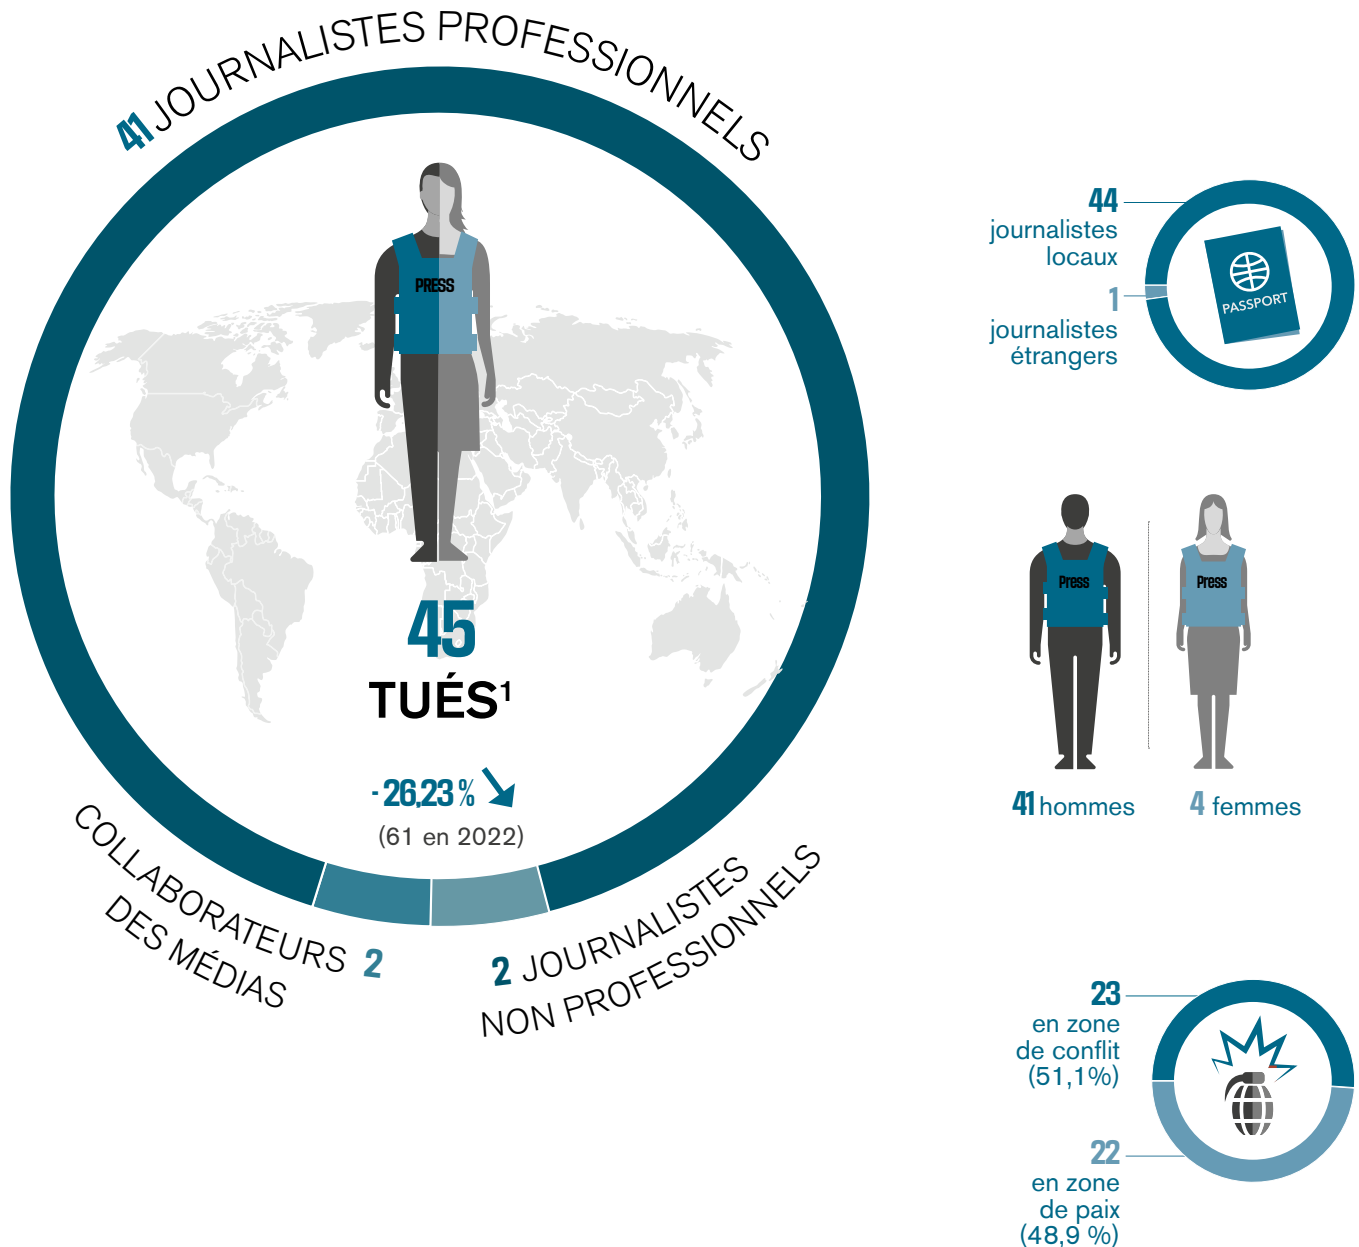 41 JOURNALISTES PROFESSIONNELS
PRESS
45
TUÉS¹
- 26,23 %
(61 en 2022)
COLLABORATEURS 2
DES MÉDIAS
2 JOURNALISTES
NON PROFESSIONNELS
44
journalistes
locaux
1
journalistes
étrangers
PASSPORT
Press
Press
41 hommes
4 femmes
23
en zone
de conflit
(51,1%)
22
en zone
de paix
(48,9 %)